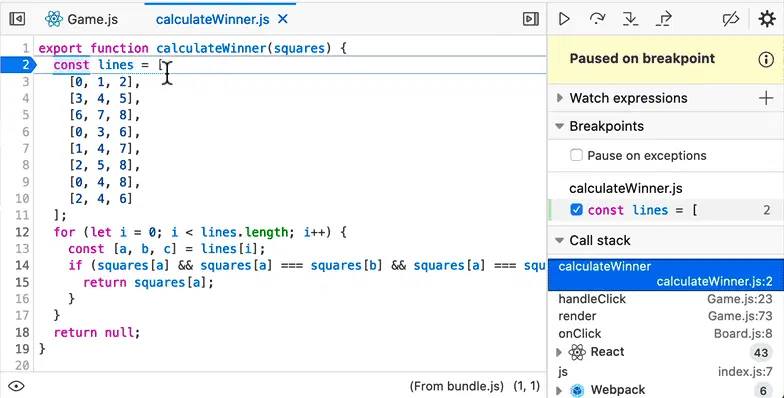 Game.js
calculateWinner.js
1 export function calculateWinner(squares) {
2 const lines = [
3 [0, 1, 2],
4 [3, 4, 5],
5 [6, 7, 8],
6 [0, 3, 6],
7 [1, 4, 7],
8 [2, 5, 8],
9 [0, 4, 8],
10 [2, 4, 6]
11 ];
12 for (let i = 0; i < lines.length; i++) {
13 const [a, b, c] = lines[i];
14 if (squares[a] && squares[a] === squares[b] && squares[a] === squ
15 return squares[a];
16 }
17 }
18 return null;
19 }
20
(From bundle.js) (1, 1)
Paused on breakpoint
Watch expressions
Breakpoints
Pause on exceptions
calculateWinner.js
const lines = [ 2
Call stack
calculateWinner
calculateWinner.js:2
handleClick Game.js:23
render Game.js:73
onClick Board.js:8
React 43
js index.js:7
Webpack 6